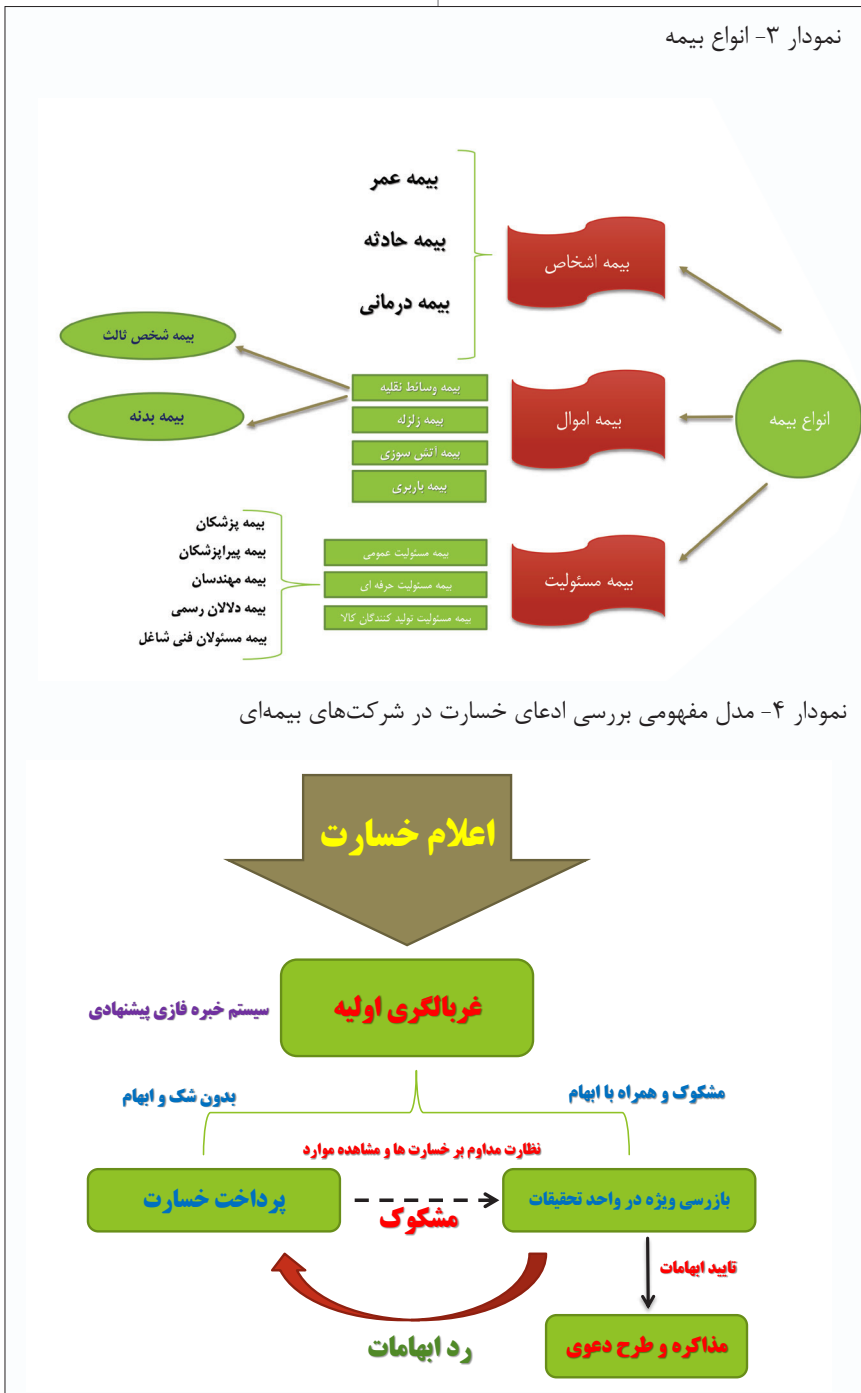 نمودار ۳- انواع بیمه
بیمه عمر
بیمه حادثه
بیمه درمانی
بیمه اشخاص
بیمه شخص ثالث
بیمه بدنه
بیمه وسائط نقلیه
بیمه زلزله
بیمه آتش سوزی
بیمه باربری
بیمه اموال
انواع بیمه
بیمه پزشکان
بیمه پیراپزشکان
بیمه مهندسان
بیمه دلالان رسمی
بیمه مسئولان فنی شاغل
بیمه مسئولیت عمومی
بیمه مسئولیت حرفه ای
بیمه مسئولیت تولید کنندگان کالا
بیمه مسئولیت
نمودار ۴- مدل مفهومی بررسی ادعای خسارت در شرکت‌های بیمه‌ای
اعلام خسارت
غربالگری اولیه
سیستم خبره فازی پیشنهادی
مشکوک و همراه با ابهام
بدون شک و ابهام
نظارت مداوم بر خسارت ها و مشاهده موارد
مشکوک
بازرسی ویژه در واحد تحقیقات
پرداخت خسارت
تایید ابهامات
رد ابهامات
مذاکره و طرح دعوی